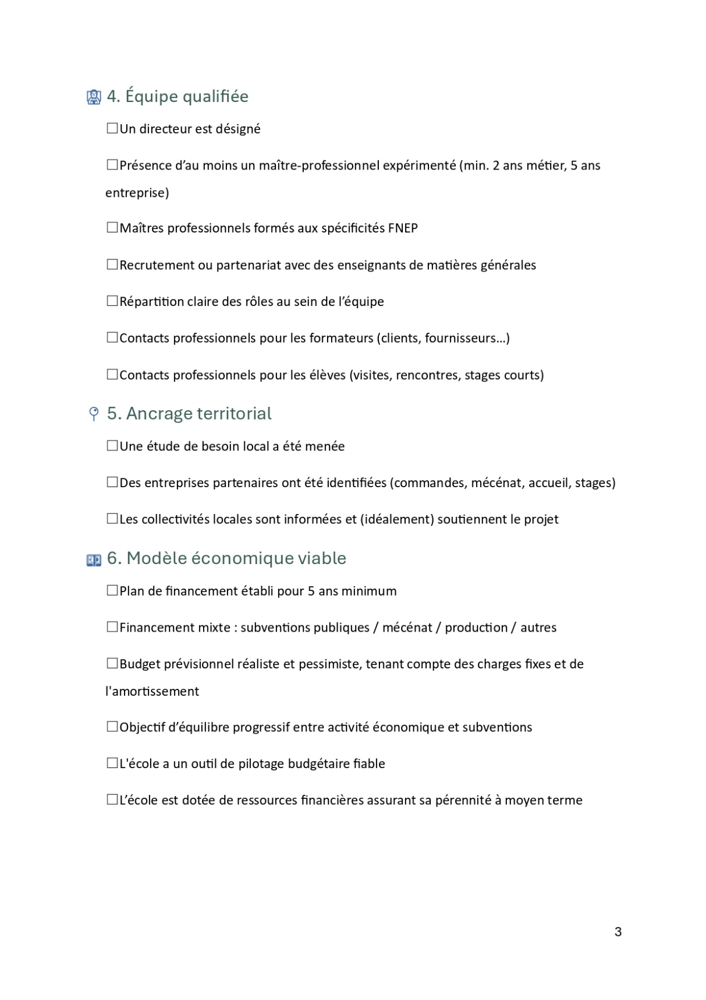 4. Équipe qualifiée
☐Un directeur est désigné
☐Présence d’au moins un maître-professionnel expérimenté (min. 2 ans métier, 5 ans
entreprise)
☐Maîtres professionnels formés aux spécificités FNEP
☐Recrutement ou partenariat avec des enseignants de matières générales
☐Répartition claire des rôles au sein de l’équipe
☐Contacts professionnels pour les formateurs (clients, fournisseurs…)
☐Contacts professionnels pour les élèves (visites, rencontres, stages courts)
5. Ancrage territorial
☐Une étude de besoin local a été menée
☐Des entreprises partenaires ont été identifiées (commandes, mécénat, accueil, stages)
☐Les collectivités locales sont informées et (idéalement) soutiennent le projet
6. Modèle économique viable
☐Plan de financement établi pour 5 ans minimum
☐Financement mixte : subventions publiques / mécénat / production / autres
☐Budget prévisionnel réaliste et pessimiste, tenant compte des charges fixes et de
l'amortissement
☐Objectif d’équilibre progressif entre activité économique et subventions
☐L'école a un outil de pilotage budgétaire fiable
☐L’école est dotée de ressources financières assurant sa pérennité à moyen terme
3